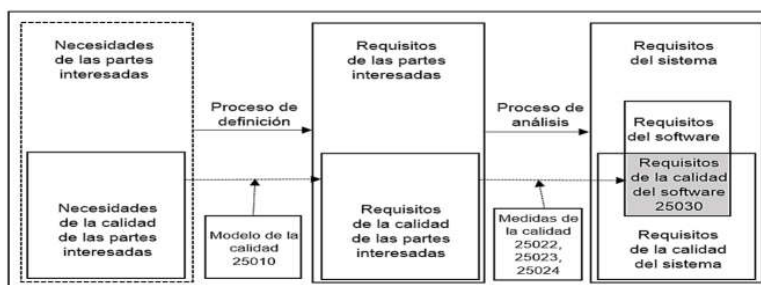 Necesidades
de las partes
interesadas
Proceso de
definición
Requisitos
de las partes
interesadas
Proceso de
análisis
Requisitos
del sistema
Requisitos
del software
Necesidades
de la calidad
de las partes
interesadas
Modelo de la
calidad
25010
Requisitos
de la calidad
de las partes
interesadas
Medidas de
la calidad
25022,
25023,
25024
Requisitos
de la calidad
del software
25030
Requisitos
de la calidad
del sistema